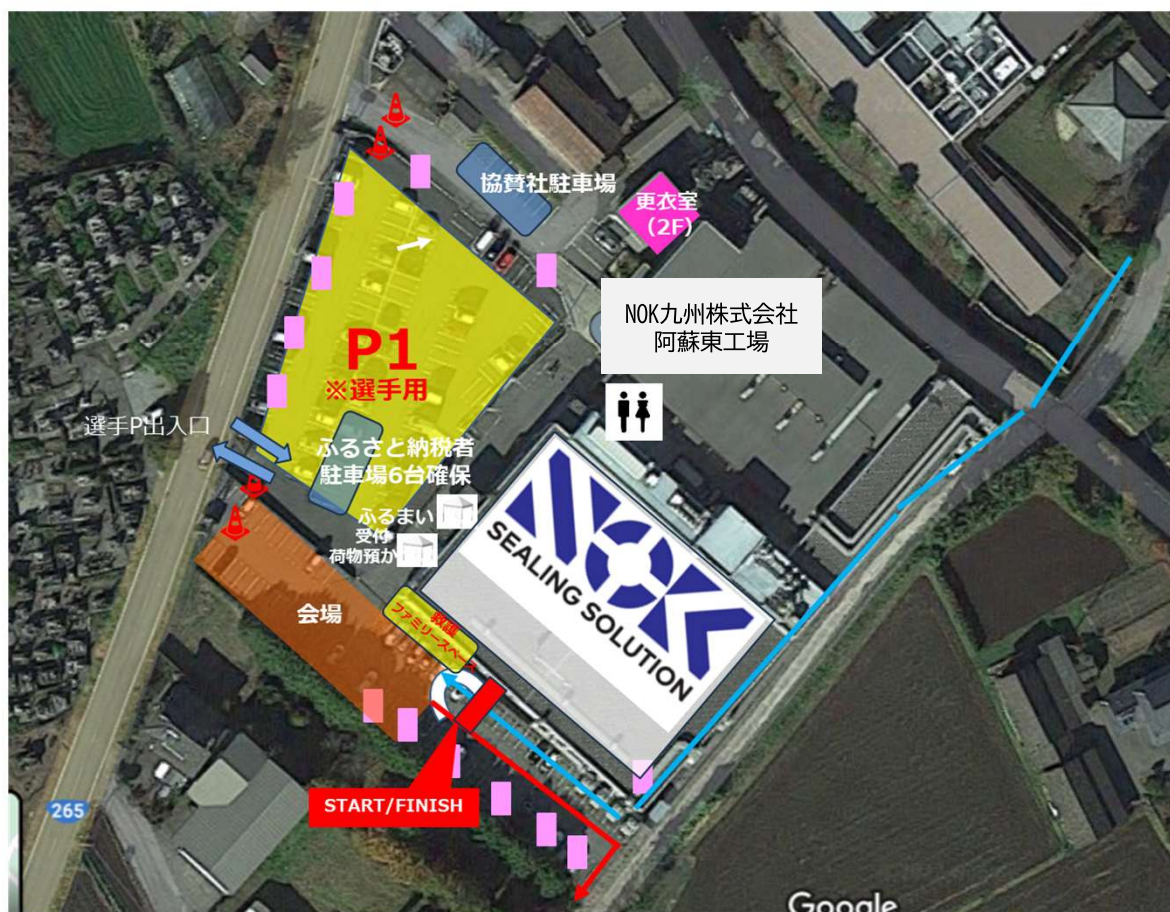 協賛社駐車場
更衣室
(2F)
NOK九州株式会社
阿蘇東工場
P1
※選手用
選手P出入口
ふるさと納税者
駐車場6台確保
ふるまい
受付
荷物預か
NOK
SEALING SOLUTION
会場
救護
ファミリースペース
START/FINISH
265
Google